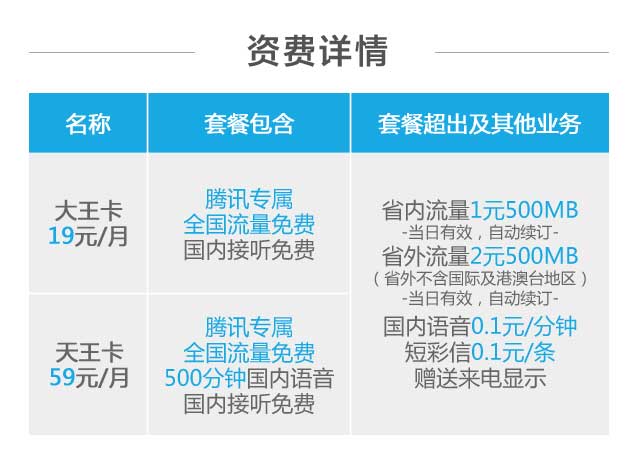 资费详情
名称
套餐包含
套餐超出及其他业务
大王卡
19元/月
腾讯专属
全国流量免费
国内接听免费
天王卡
59元/月
腾讯专属
全国流量免费
500分钟国内语音
国内接听免费
省内流量1元500MB
-当日有效，自动续订-
省外流量2元500MB
（省外不含国际及港澳台地区）
-当日有效，自动续订-
国内语音0.1元/分钟
短彩信0.1元/条
赠送来电显示